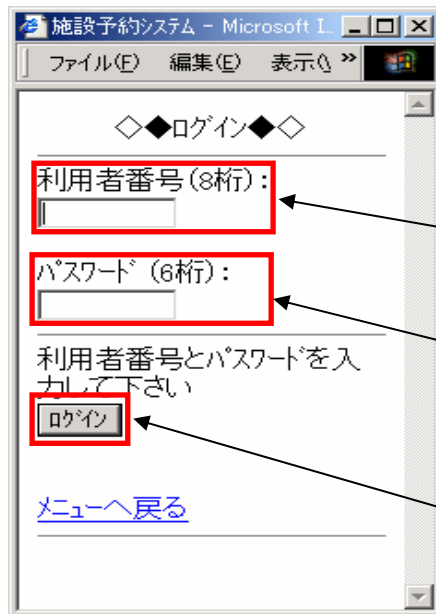 施設予約ｼｽﾃﾑ - Microsoft I...
ファイル(F) 編集(E) 表示(V) »
◇◆ﾛｸﾞｲﾝ◆◇
利用者番号(8桁):
ﾊﾟｽﾜｰﾄﾞ(6桁):
利用者番号とﾊﾟｽﾜｰﾄﾞを入
力して下さい
ﾛｸﾞｲﾝ
ﾒﾆｭｰへ戻る